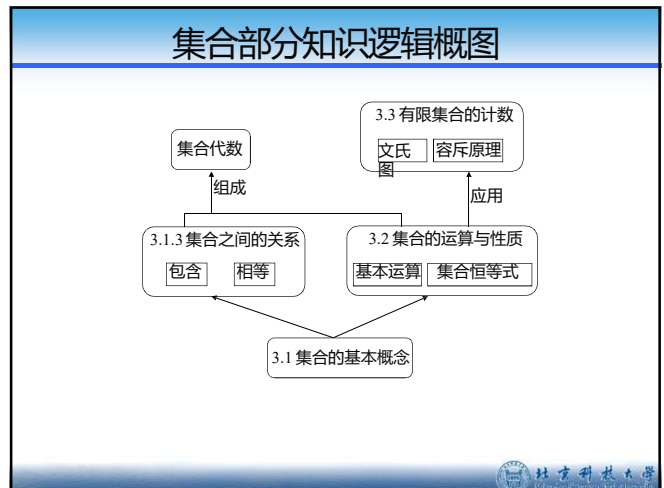 集合部分知识逻辑概图
3.3 有限集合的计数
文氏
图
容斥原理
集合代数
组成
应用
3.1.3 集合之间的关系
包含
相等
3.2 集合的运算与性质
基本运算
集合恒等式
3.1 集合的基本概念
北京科技大学